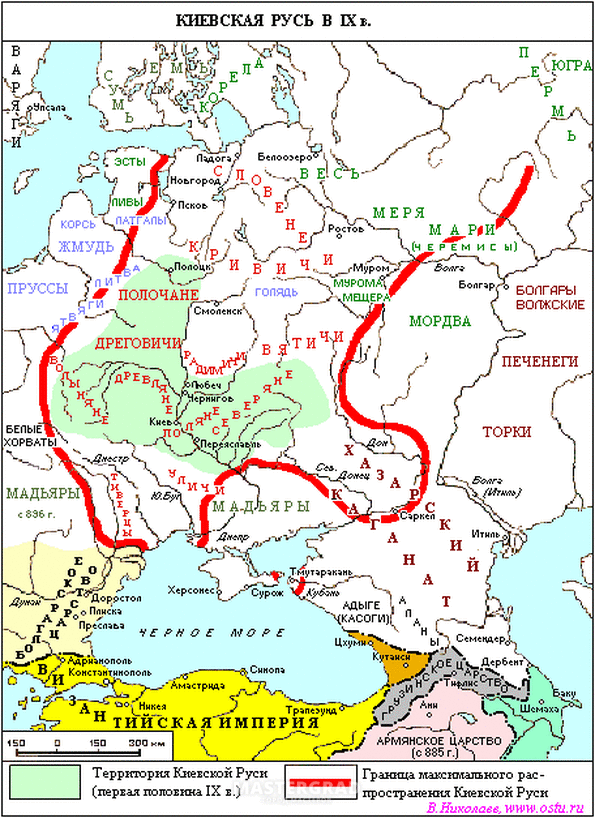 КИЕВСКАЯ РУСЬ В IX в.
ВАРЯГИ
Упсала
СУМЬ
ЕМЬ
КОРЕЛА
ПЕРМЬ
ЮГРА
ЭСТЫ
Ладога
Белоозеро
ВЕСЬ
Новгород
СЛОВЕНЕ
ЛИВЫ
Псков
ЛАТГАЛЫ
КОРСЬ
ЖМУДЬ
МЕРЯ
МАРИ
(ЧЕРЕМИСЫ)
Ростов
КРИВИЧИ
Полоцк
Муром
Волга
ЛИТВА
ПРУССЫ
ПОЛОЧАНЕ
ГОЛЯДЬ
МУРОМА
МЕЩЕРА
Болгар
БОЛГАРЫ
ВОЛЖСКИЕ
ЯТВЯГИ
Смоленск
МОРДВА
ДРЕГОВИЧИ
РАДИМИЧИ
ВЯТИЧИ
ПЕЧЕНЕГИ
ВОЛЫНЯНЕ
ДРЕВЛЯНЕ
Любеч
Чернигов
СЕВЕРЯНЕ
Киев
ПОЛЯНЕ
Переяславль
ТОРКИ
БЕЛЫЕ
ХОРВАТЫ
Дон
Днестр
Сев.
Донец
ХАЗАРСКИЙ
КАГАНАТ
Волга
(Итиль)
МАДЬЯРЫ
с 896 г.
ТИВЕРЦЫ
УЛИЧИ
Ю.Буг
МАДЬЯРЫ
Саркел
Днепр
Итиль
Тмутаракань
Херсонес
Сурож
Кубань
АДЫГЕ
(КАСОГИ)
АЛАНЫ
Дунай
Доростол
Плиска
Преслава
БОЛГАРСКОЕ
ЦАРСТВО
ЧЕРНОЕ МОРЕ
Цхуми
Кутаиси
Семендер
Дербент
ГРУЗИНСКОЕ ЦАРСТВО
Тифлис
Адрианополь
Константинополь
Синопа
Амастрида
Никея
Трапезунд
ВИЗАНТИЙСКАЯ ИМПЕРИЯ
Ани
Баку
Шемаха
АРМЯНСКОЕ ЦАРСТВО
(с 885 г.)
150 0 150 300 км
Территория Киевской Руси
(первая половина IX в.)
Граница максимального рас-
пространения Киевской Руси
MASTERGRAD
В.Николаев, www.ostu.ru